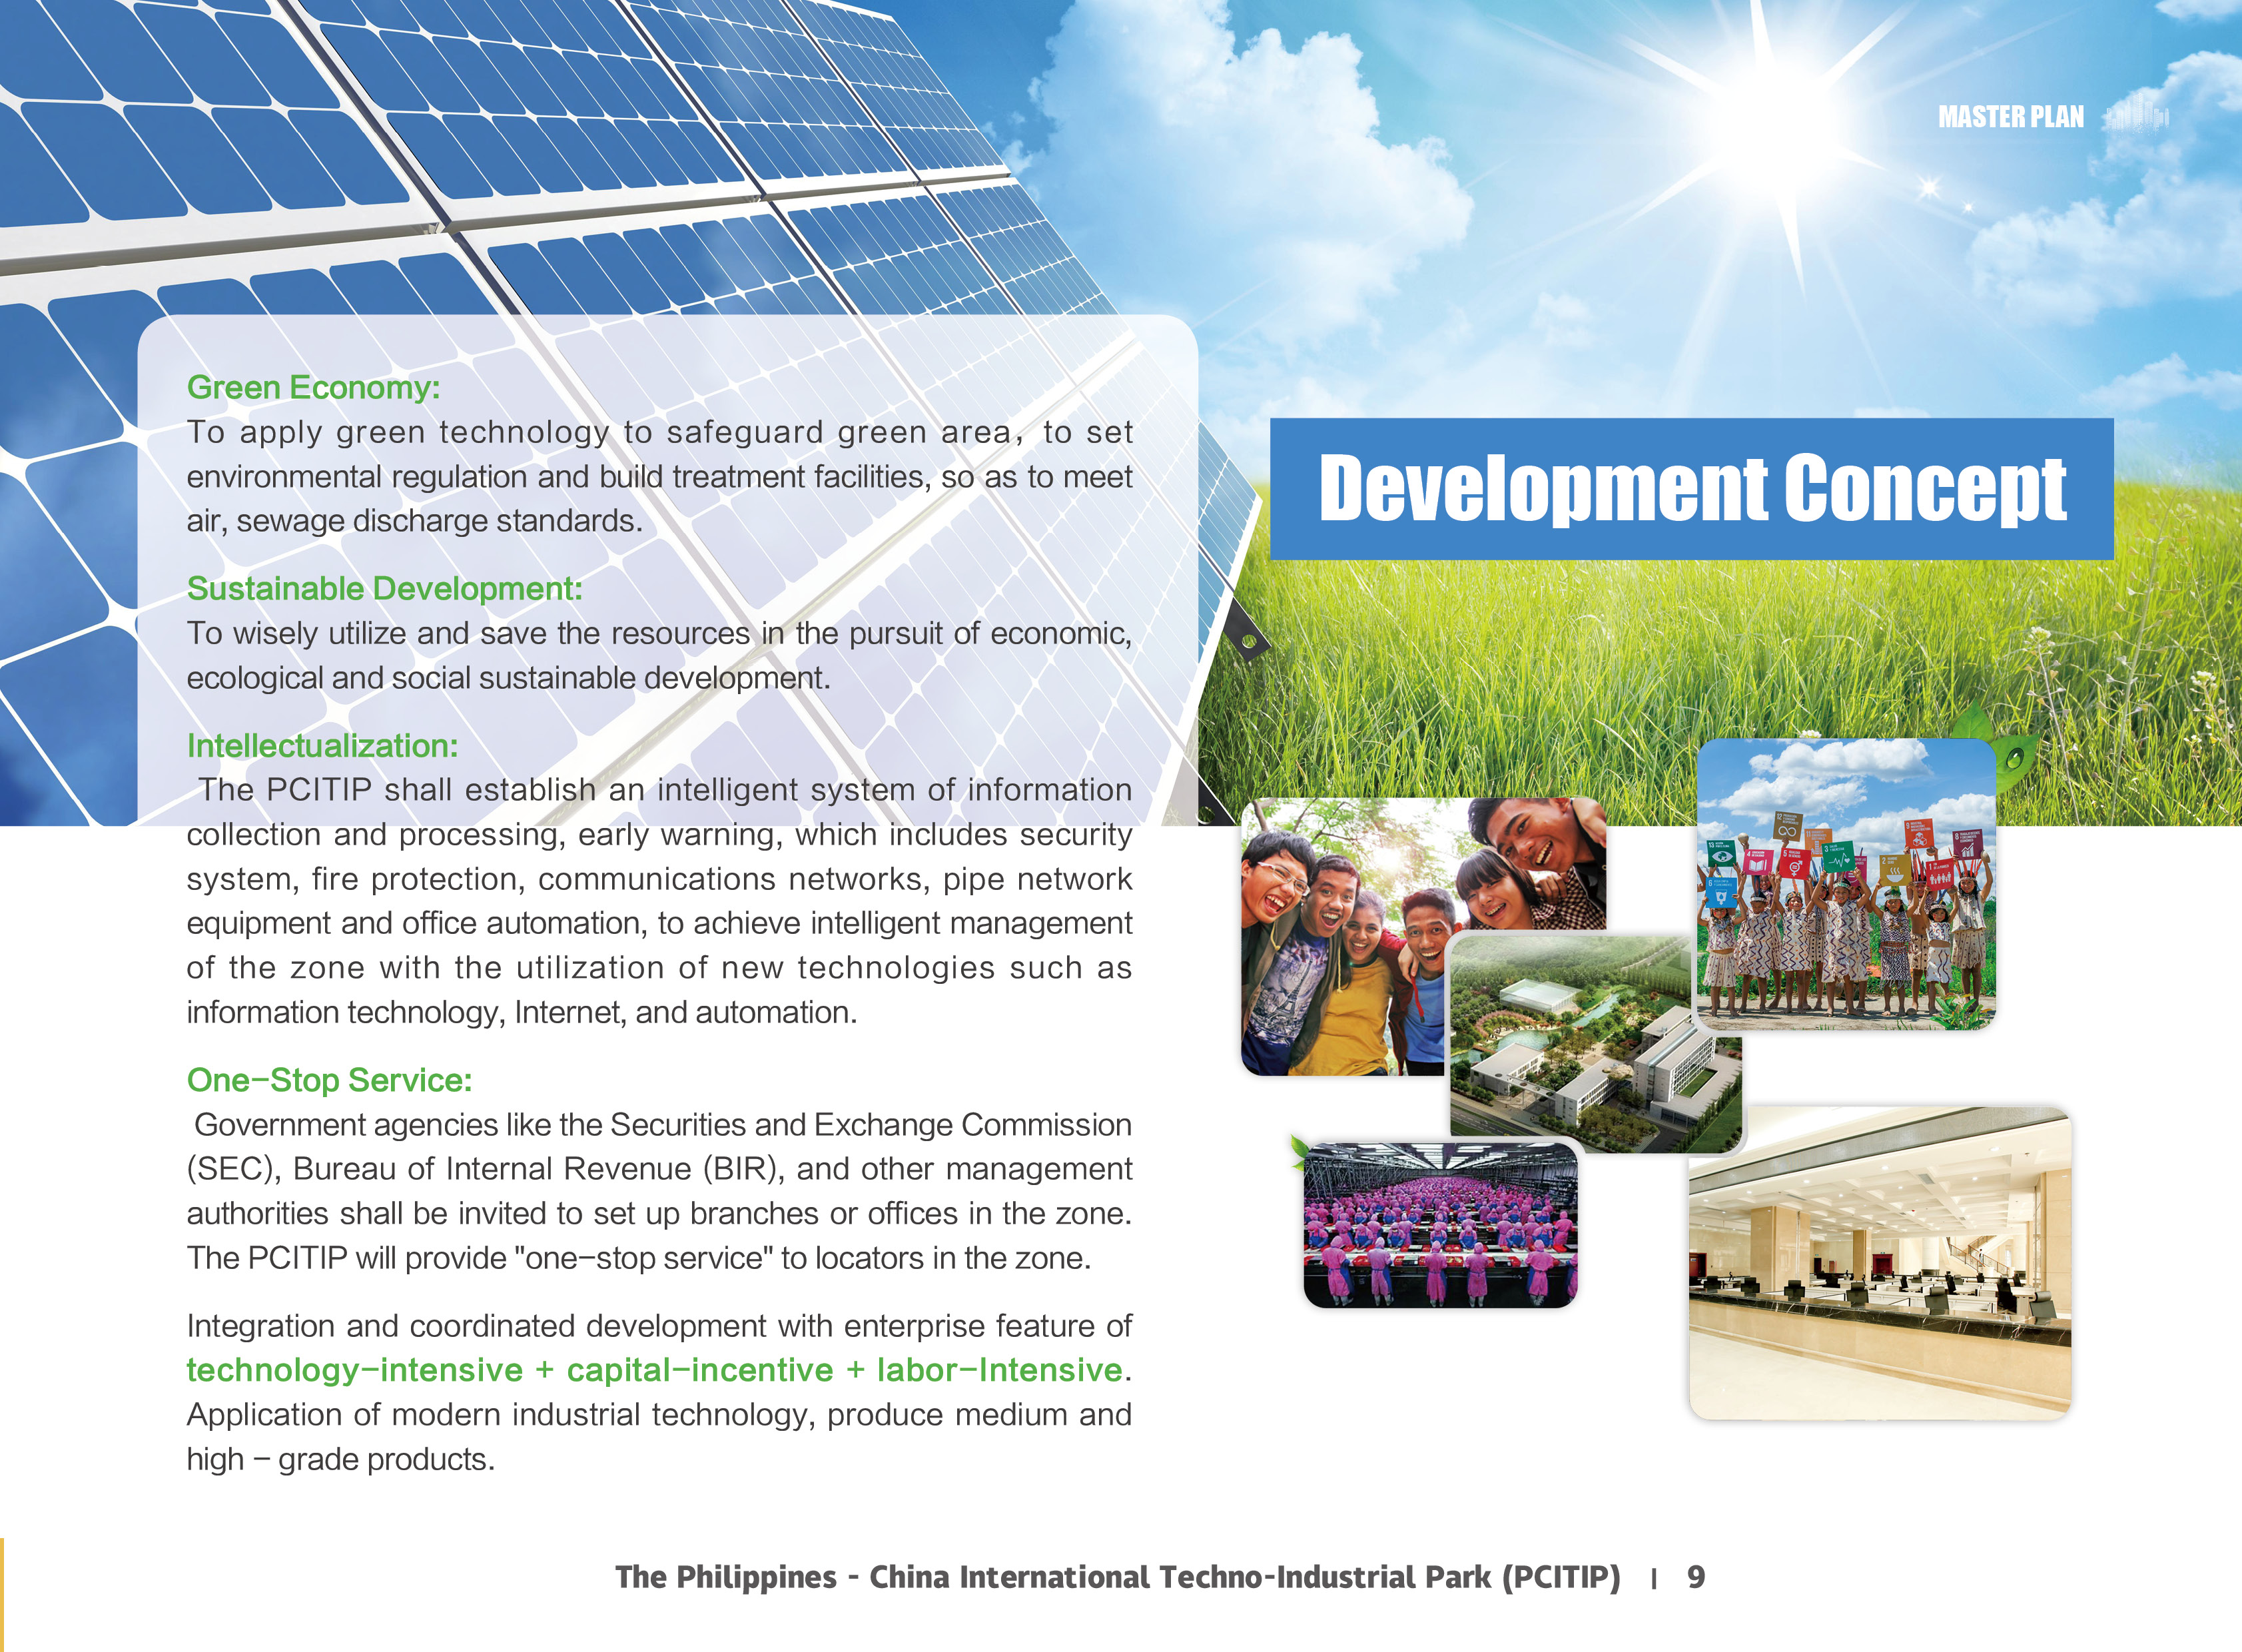 MASTER PLAN
Development Concept
Green Economy:
To apply green technology to safeguard green area, to set
environmental regulation and build treatment facilities, so as to meet
air, sewage discharge standards.
Sustainable Development:
To wisely utilize and save the resources in the pursuit of economic,
ecological and social sustainable development.
Intellectualization:
The PCITIP shall establish an intelligent system of information
collection and processing, early warning, which includes security
system, fire protection, communications networks, pipe network
equipment and office automation, to achieve intelligent management
of the zone with the utilization of new technologies such as
information technology, Internet, and automation.
One-Stop Service:
Government agencies like the Securities and Exchange Commission
(SEC), Bureau of Internal Revenue (BIR), and other management
authorities shall be invited to set up branches or offices in the zone.
The PCITIP will provide "one-stop service" to locators in the zone.
Integration and coordinated development with enterprise feature of
technology-intensive + capital-incentive + labor-Intensive.
Application of modern industrial technology, produce medium and
high - grade products.
The Philippines - China International Techno-Industrial Park (PCITIP) | 9